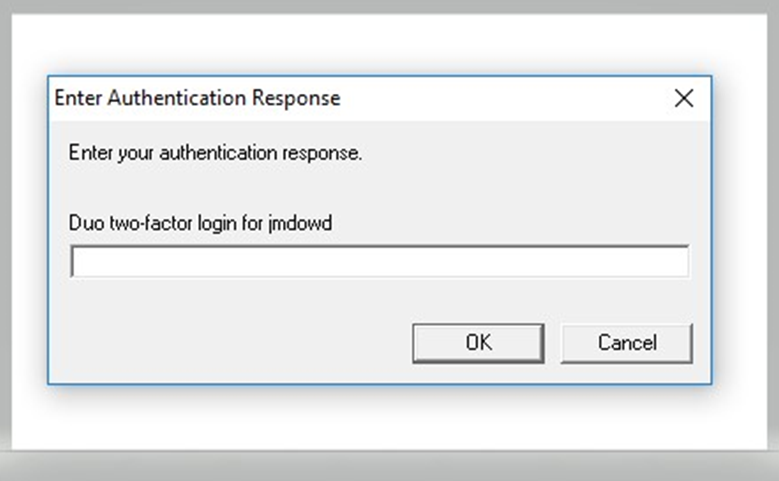 Enter Authentication Response
Enter your authentication response.
Duo two-factor login for jmdowd
OK
Cancel